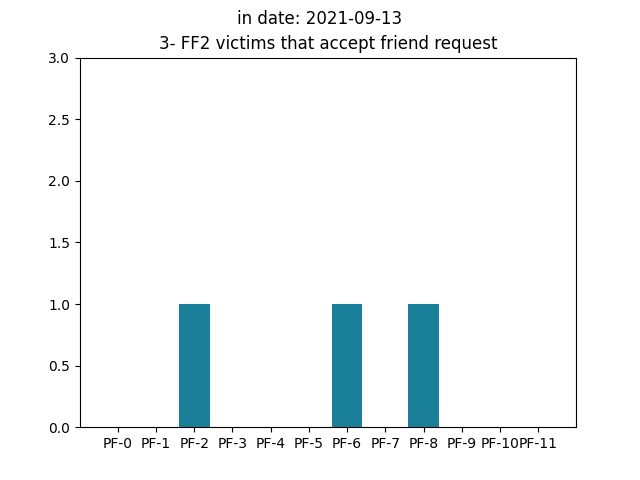 in date: 2021-09-13
3- FF2 victims that accept friend request
3.0
2.5
2.0
1.5
1.0
0.5
0.0
PF-0 PF-1 PF-2 PF-3 PF-4 PF-5 PF-6 PF-7 PF-8 PF-9 PF-10 PF-11